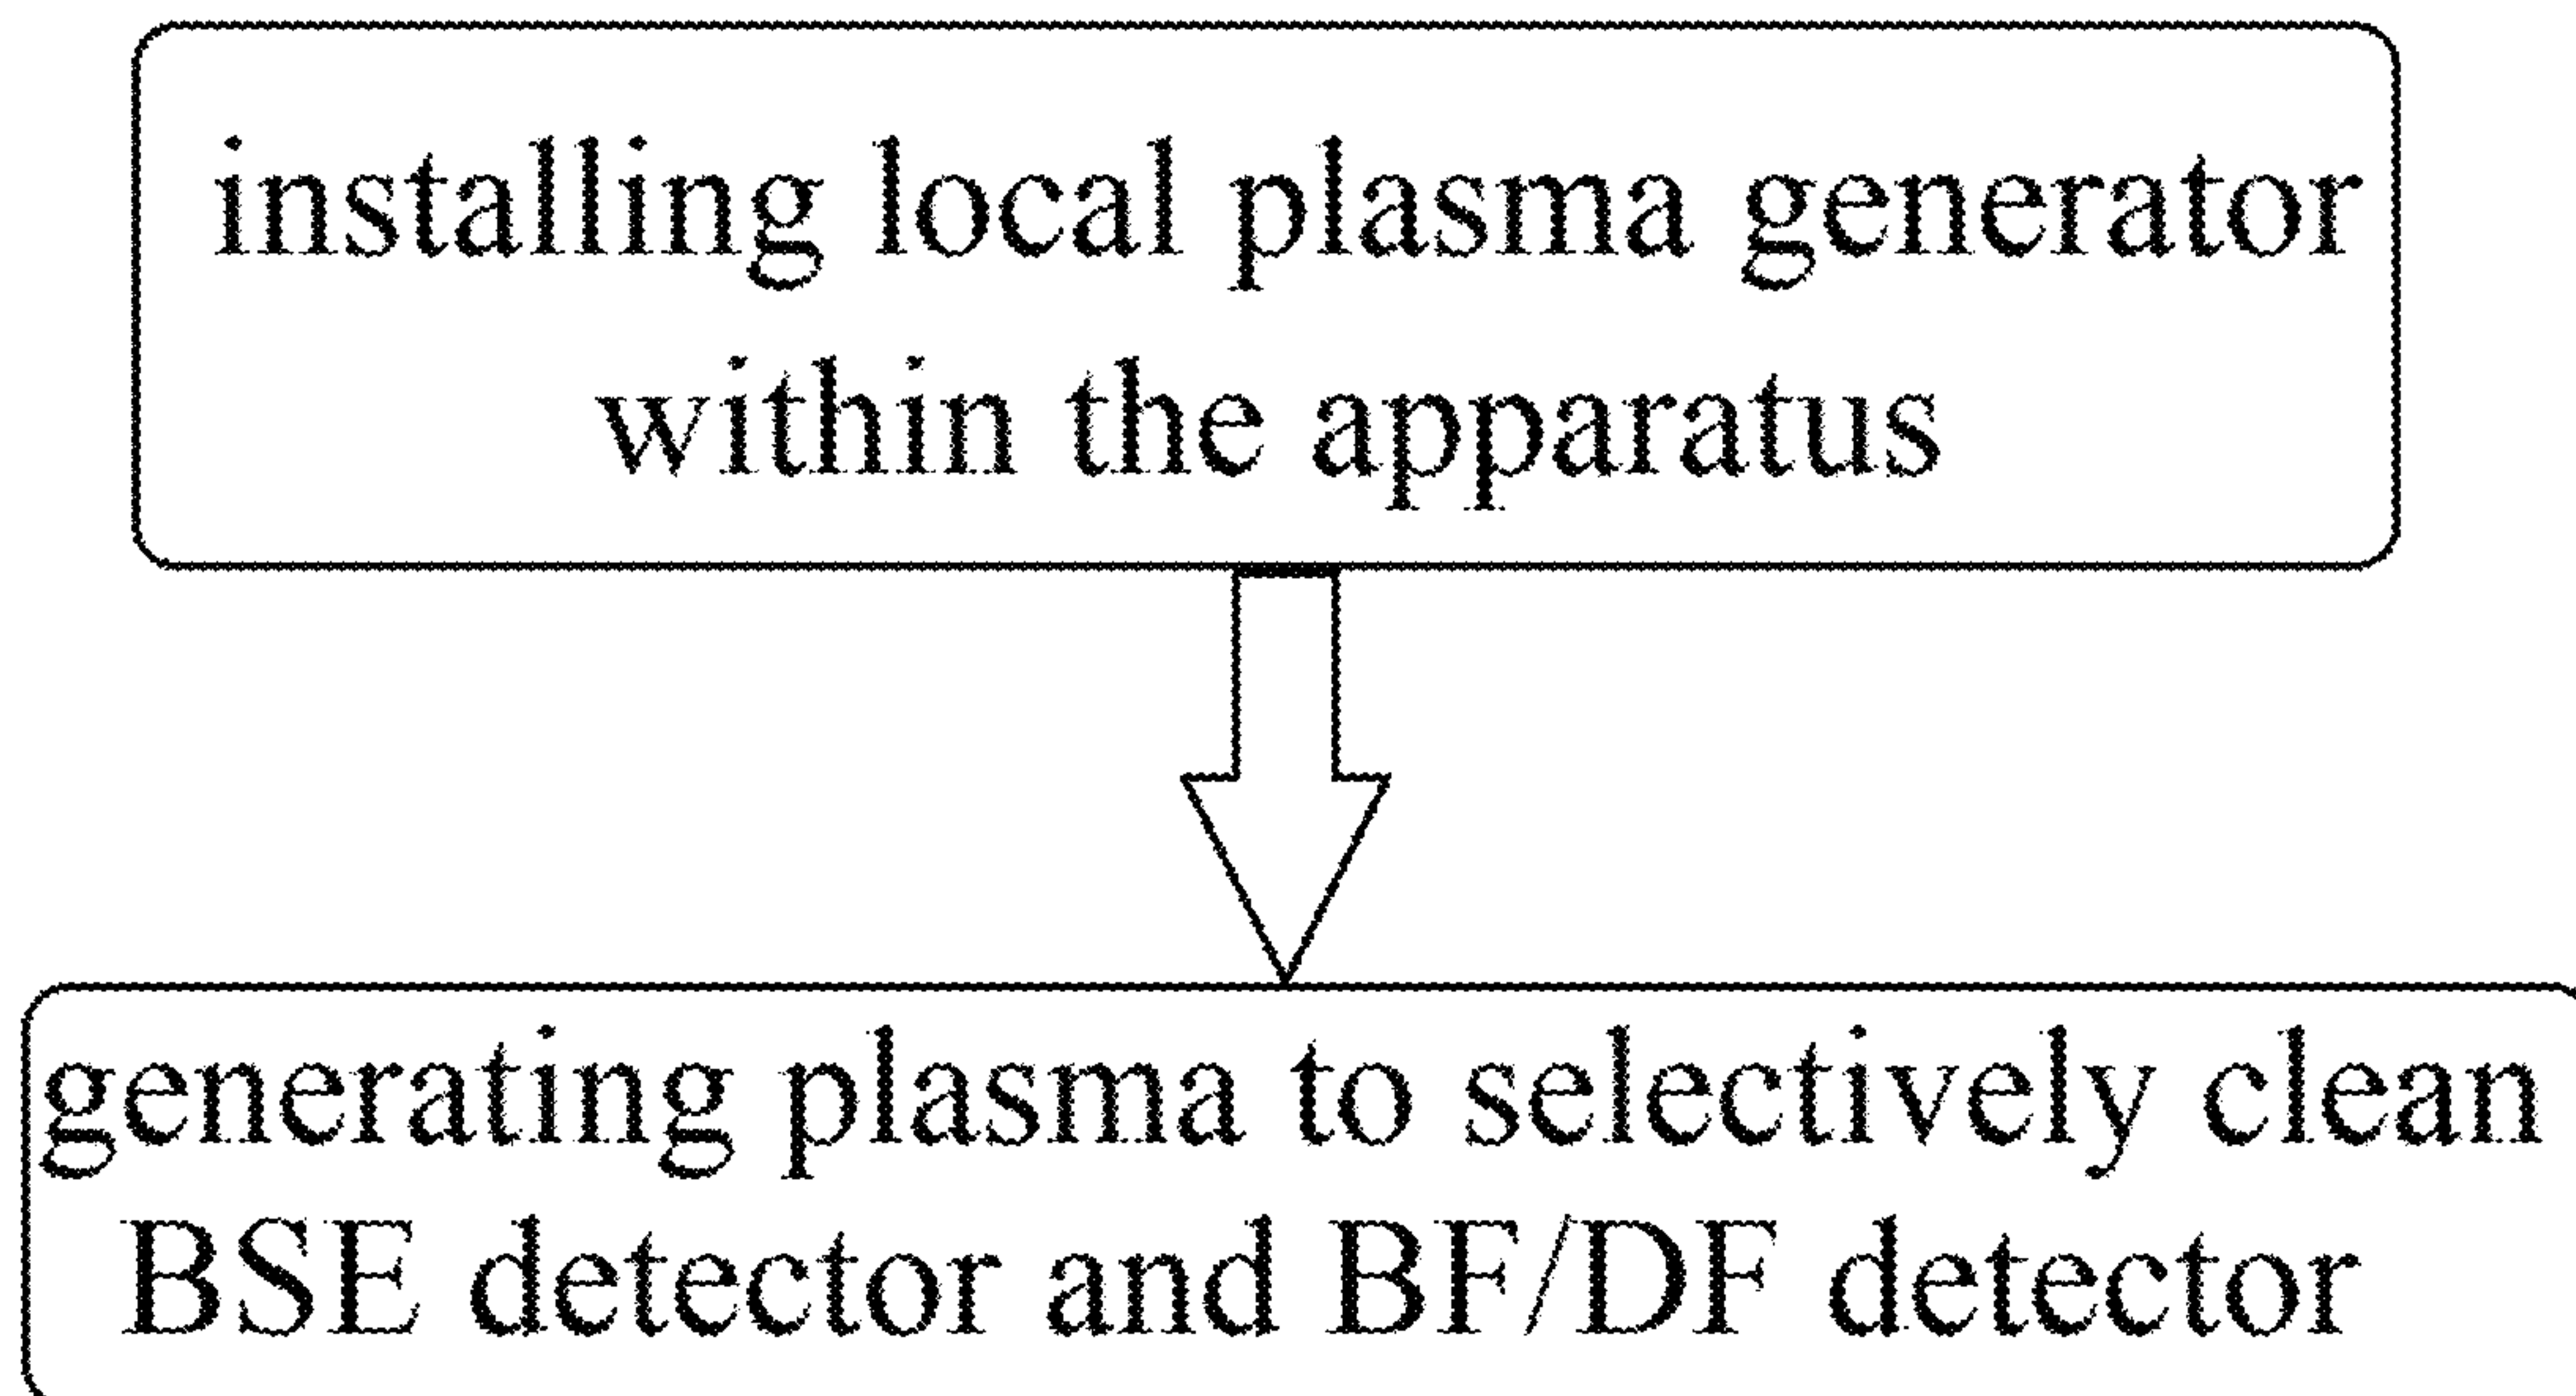 installing local plasma generator
within the apparatus
generating plasma to selectively clean
BSE detector and BF/DF detector